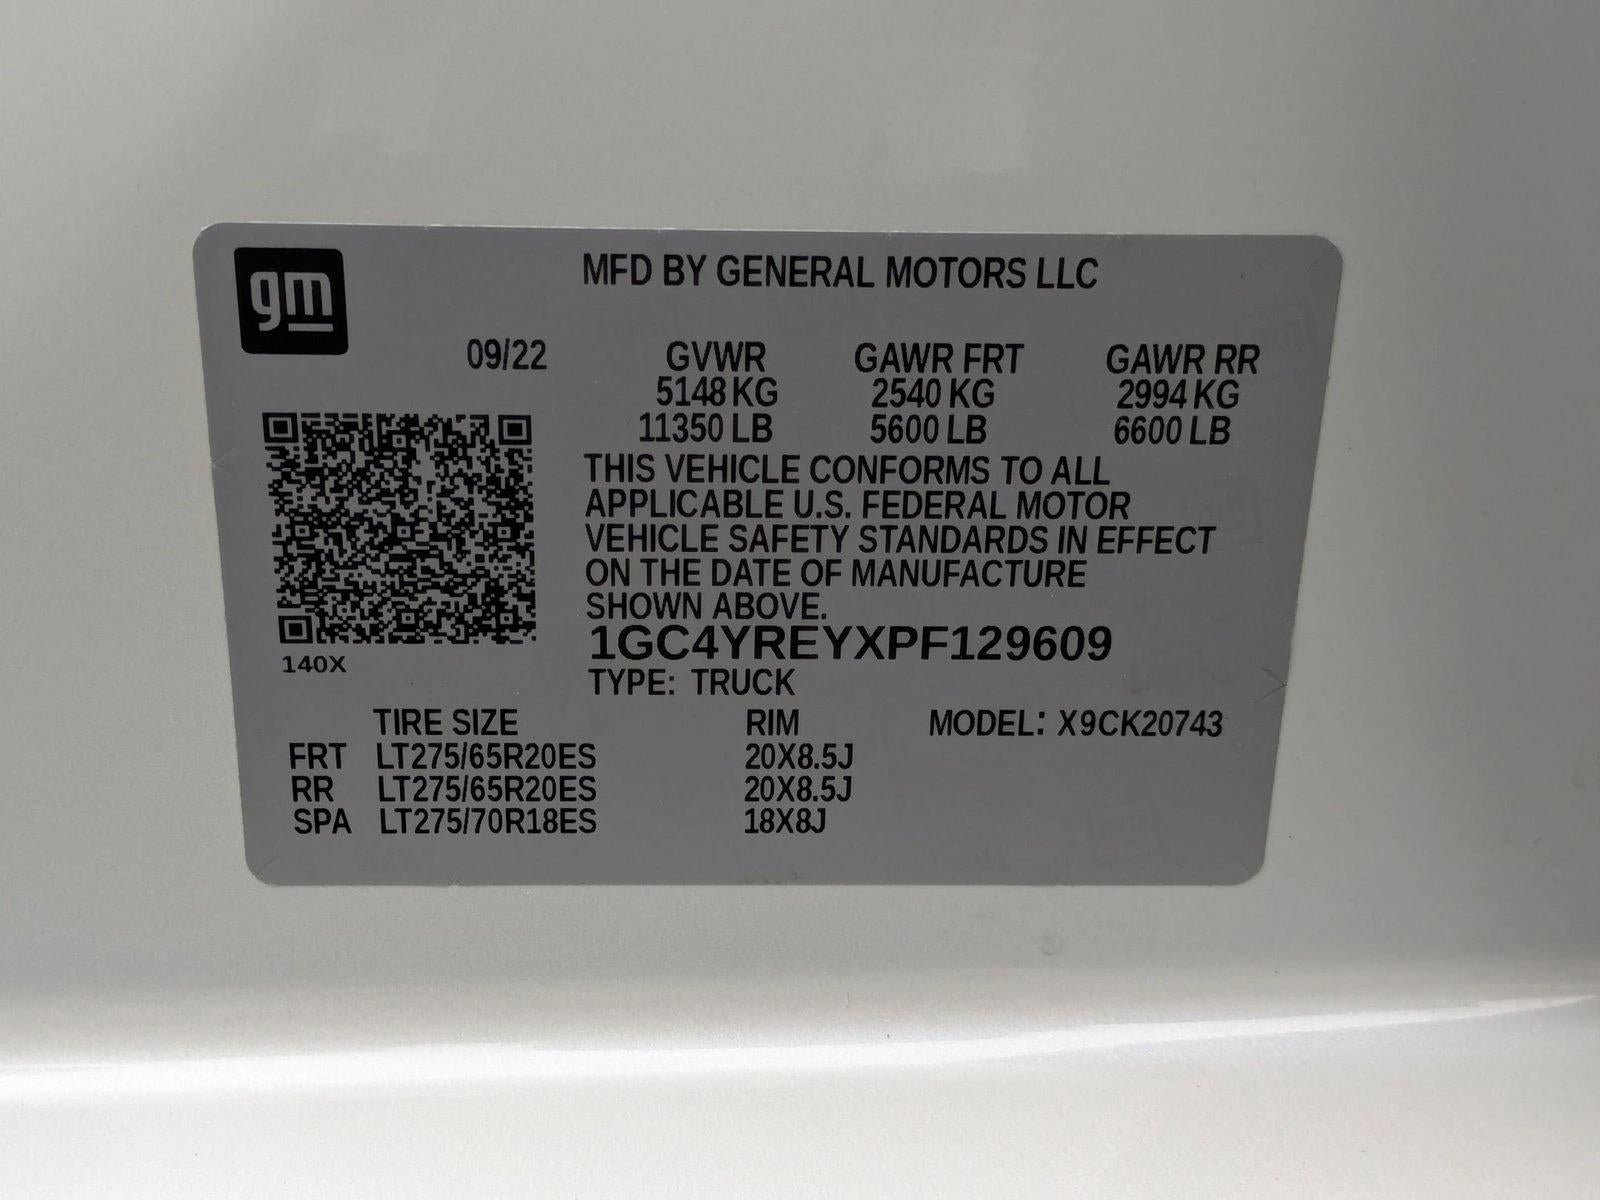 gm
MFD BY GENERAL MOTORS LLC
09/22 GVWR GAWR FRT GAWR RR
5148 KG 2540 KG 2994 KG
11350 LB 5600 LB 6600 LB
THIS VEHICLE CONFORMS TO ALL
APPLICABLE U.S. FEDERAL MOTOR
VEHICLE SAFETY STANDARDS IN EFFECT
ON THE DATE OF MANUFACTURE
SHOWN ABOVE.
1GC4YREYXPF129609
140X
TYPE: TRUCK
TIRE SIZE RIM MODEL: X9CK20743
FRT LT275/65R20ES 20X8.5J
RR LT275/65R20ES 20X8.5J
SPA LT275/70R18ES 18X8J